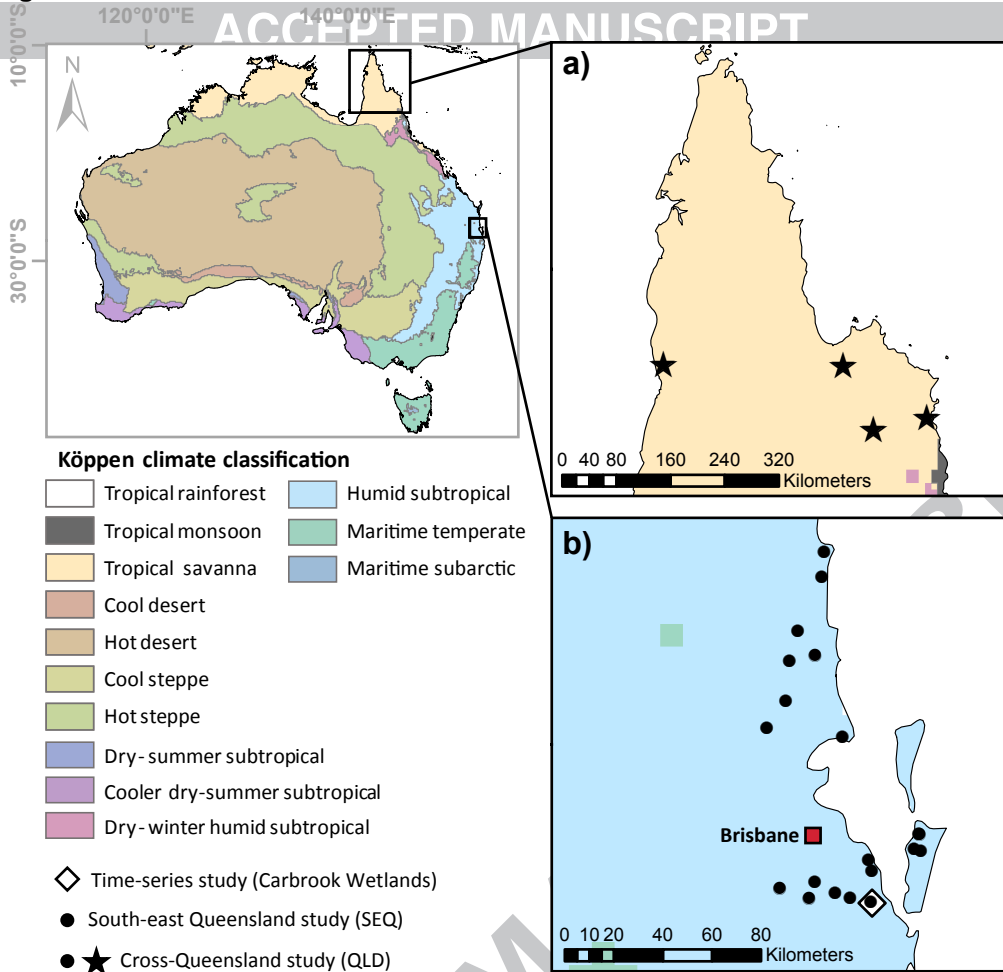 120°0'0"E 140°0'0"E
ACCEPTED MANUSCRIPT
10°0'0"S
30°0'0"S
N
a)
0 40 80 160 240 320
Kilometers
Köppen climate classification
Tropical rainforest
Tropical monsoon
Tropical savanna
Cool desert
Hot desert
Cool steppe
Hot steppe
Dry-summer subtropical
Cooler dry-summer subtropical
Dry-winter humid subtropical
Humid subtropical
Maritime temperate
Maritime subarctic
Time-series study (Carbrook Wetlands)
South-east Queensland study (SEQ)
Cross-Queensland study (QLD)
b)
Brisbane
0 10 20 40 60 80
Kilometers